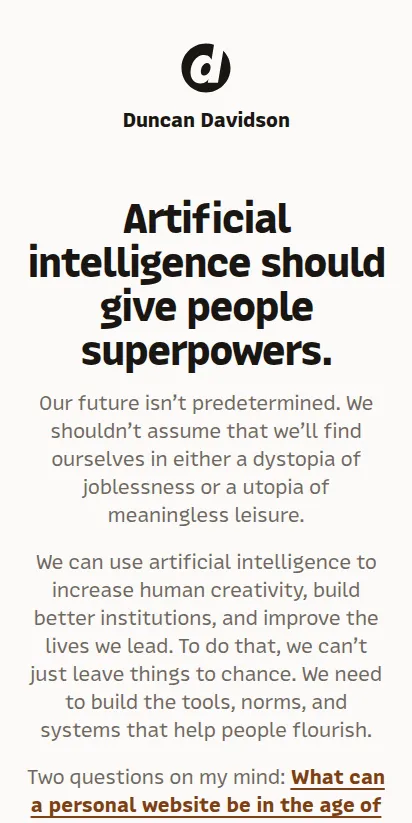 d
Duncan Davidson
Artificial
intelligence should
give people
superpowers.
Our future isn’t predetermined. We
shouldn’t assume that we’ll find
ourselves in either a dystopia of
joblessness or a utopia of
meaningless leisure.
We can use artificial intelligence to
increase human creativity, build
better institutions, and improve the
lives we lead. To do that, we can’t
just leave things to chance. We need
to build the tools, norms, and
systems that help people flourish.
Two questions on my mind: What can
a personal website be in the age of